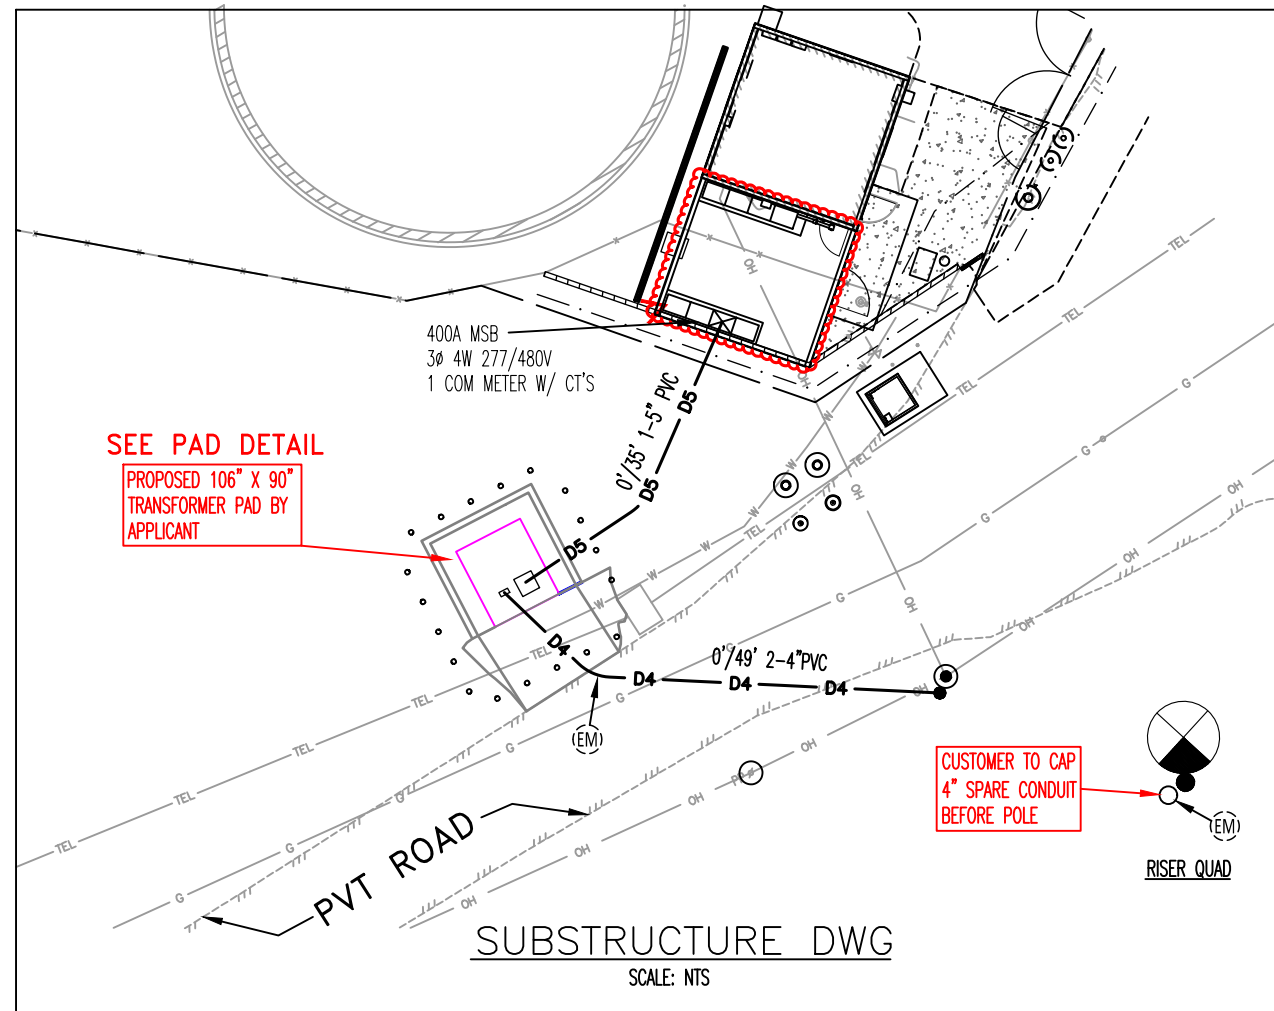 400A MSB
3ø 4W 277/480V
1 COM METER W/ CT'S
SEE PAD DETAIL
PROPOSED 106" X 90"
TRANSFORMER PAD BY
APPLICANT
0'/35' 1-5" PVC
D5
D5
D5
D4
0'/49' 2-4"PVC
D4
D4
D4
(EM)
OH
OH
OH
OH
OH
OH
OH
OH
OH
OH
OH
OH
TEL
TEL
TEL
TEL
TEL
TEL
TEL
TEL
TEL
TEL
W
W
W
W
W
W
W
G
G
G
G
G
G
G
G
G
G
PVT ROAD
CUSTOMER TO CAP
4" SPARE CONDUIT
BEFORE POLE
(EM)
RISER QUAD
SUBSTRUCTURE DWG
SCALE: NTS